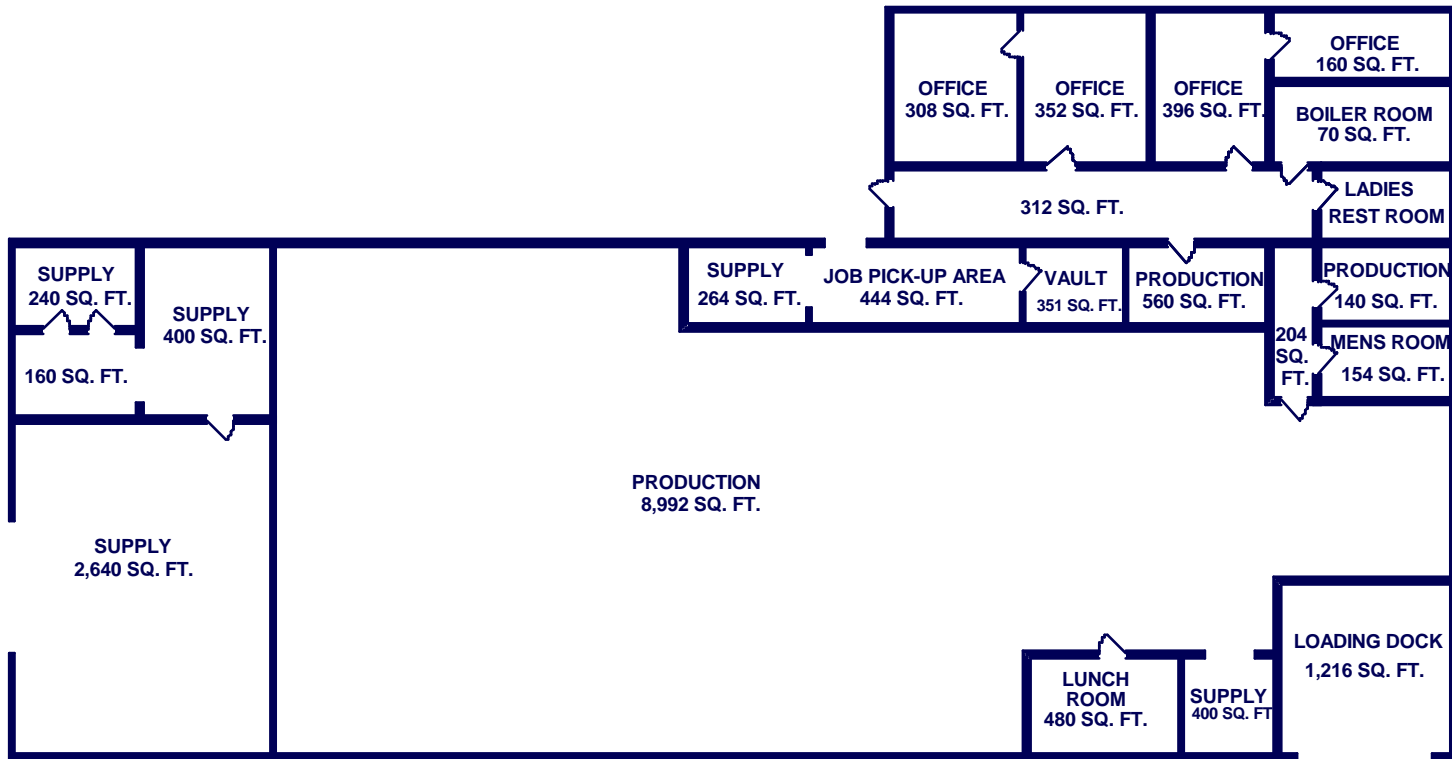 OFFICE
160 SQ. FT.
OFFICE
308 SQ. FT.
OFFICE
352 SQ. FT.
OFFICE
396 SQ. FT.
BOILER ROOM
70 SQ. FT.
LADIES
REST ROOM
312 SQ. FT.
SUPPLY
240 SQ. FT.
SUPPLY
400 SQ. FT.
160 SQ. FT.
SUPPLY
264 SQ. FT.
JOB PICK-UP AREA
444 SQ. FT.
VAULT
351 SQ. FT.
PRODUCTION
560 SQ. FT.
PRODUCTION
140 SQ. FT.
204
SQ.
FT.
MENS ROOM
154 SQ. FT.
PRODUCTION
8,992 SQ. FT.
SUPPLY
2,640 SQ. FT.
LUNCH
ROOM
480 SQ. FT.
SUPPLY
400 SQ. FT
LOADING DOCK
1,216 SQ. FT.